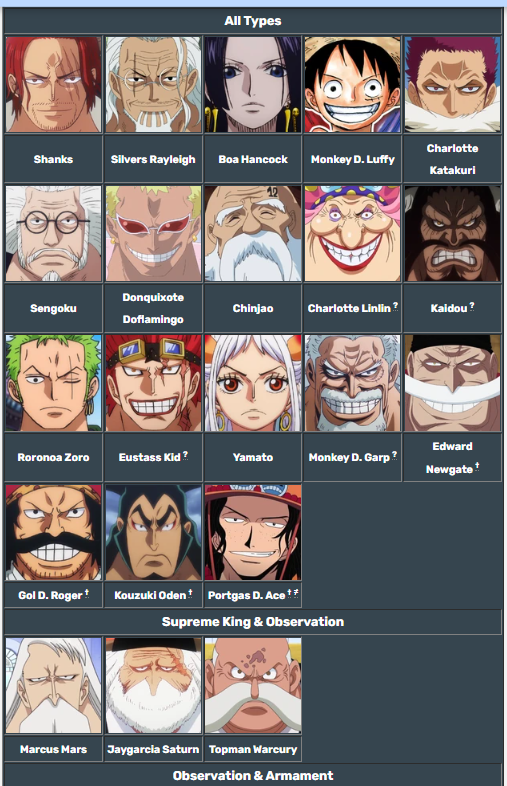 All Types
Shanks
Silvers Rayleigh
Boa Hancock
Monkey D. Luffy
Charlotte
Katakuri
Sengoku
Donquixote
Doflamingo
Chinjao
Charlotte Linlin ?
Kaidou ?
12
Roronoa Zoro
Eustass Kid ?
Yamato
Monkey D. Garp ?
Edward
Newgate †
Gol D. Roger †
Kouzuki Oden †
Portgas D. Ace † ≠
Supreme King & Observation
Marcus Mars
Jaygarcia Saturn
Topman Warcury
Observation & Armament